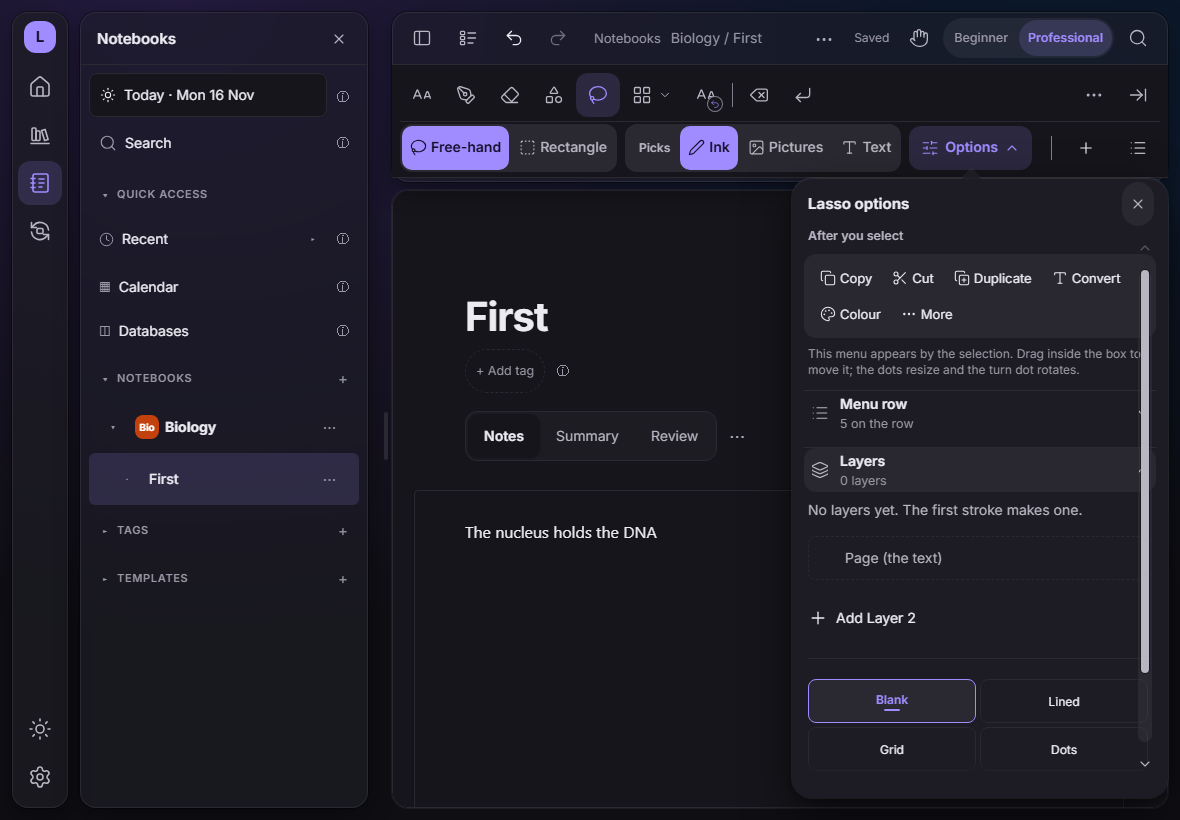 L
Notebooks
Today · Mon 16 Nov
Search
QUICK ACCESS
Recent
Calendar
Databases
NOTEBOOKS
Bio Biology
First
TAGS
TEMPLATES
Notebooks Biology / First
Saved
Beginner Professional
AA
AA
Free-hand Rectangle Picks Ink Pictures Text Options
First
+ Add tag
Notes Summary Review
The nucleus holds the DNA
Lasso options
After you select
Copy Cut Duplicate Convert
Colour More
This menu appears by the selection. Drag inside the box to
move it; the dots resize and the turn dot rotates.
Menu row
5 on the row
Layers
0 layers
No layers yet. The first stroke makes one.
Page (the text)
Add Layer 2
Blank Lined
Grid Dots